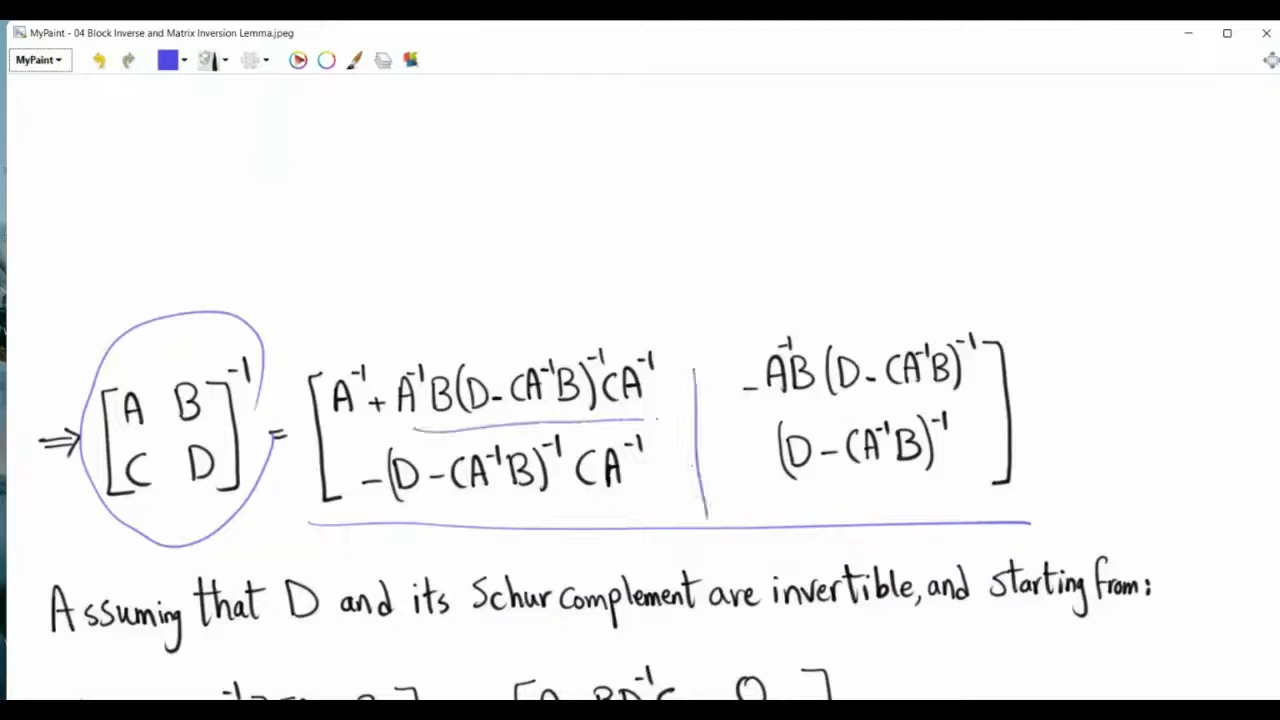 MyPaint - 04 Block Inverse and Matrix Inversion Lemma.jpeg
MyPaint
⇒ [A B; C D]⁻¹ = [A⁻¹ + A⁻¹B(D - CA⁻¹B)⁻¹CA⁻¹ | -A⁻¹B(D - CA⁻¹B)⁻¹
-(D - CA⁻¹B)⁻¹CA⁻¹ | (D - CA⁻¹B)⁻¹]
Assuming that D and its Schur complement are invertible, and starting from: